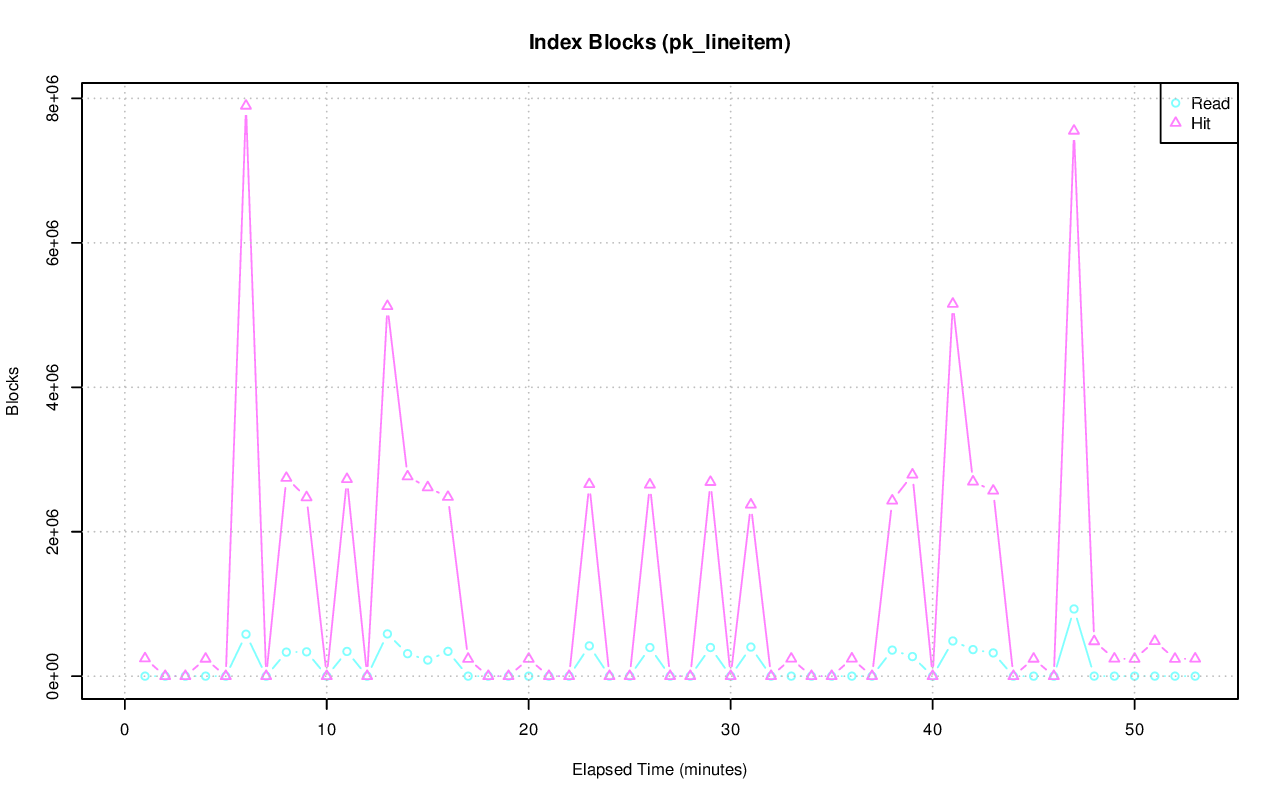 Index Blocks (pk_lineitem)
Read
Hit
Blocks
8e+06
6e+06
4e+06
2e+06
0e+00
0 10 20 30 40 50
Elapsed Time (minutes)